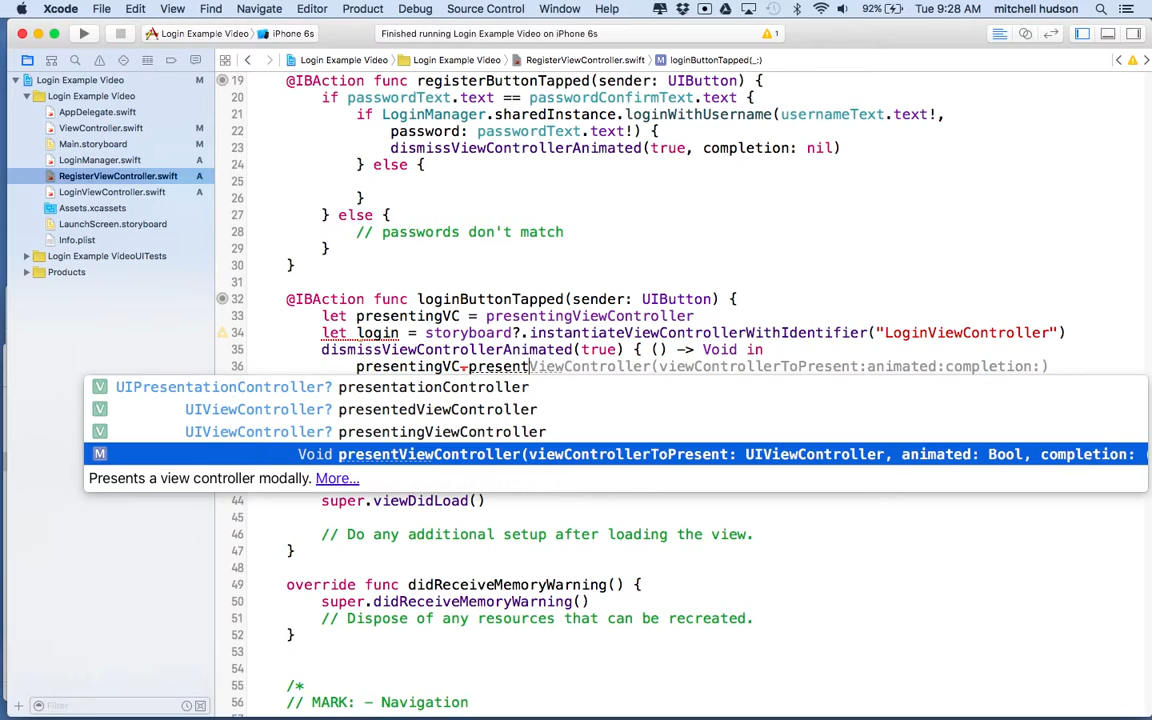 Xcode File Edit View Find Navigate Editor Product Debug Source Control Window Help 92% Tue 9:28 AM mitchell hudson
Login Example Video iPhone 6s Finished running Login Example Video on iPhone 6s 1
Login Example Video Login Example Video RegisterViewController.swift loginButtonTapped(_:)
Login Example Video M
Login Example Video
AppDelegate.swift
ViewController.swift M
Main.storyboard M
LoginManager.swift A
RegisterViewController.swift A
LoginViewController.swift A
Assets.xcassets
LaunchScreen.storyboard
Info.plist
Login Example VideoUITests
Products
Filter
19 @IBAction func registerButtonTapped(sender: UIButton) {
20 if passwordText.text == passwordConfirmText.text {
21 if LoginManager.sharedInstance.loginWithUsername(usernameText.text!,
22 password: passwordText.text!) {
23 dismissViewControllerAnimated(true, completion: nil)
24 } else {
25
26 }
27 } else {
28 // passwords don't match
29 }
30 }
31
32 @IBAction func loginButtonTapped(sender: UIButton) {
33 let presentingVC = presentingViewController
34 let login = storyboard?.instantiateViewControllerWithIdentifier("LoginViewController")
35 dismissViewControllerAnimated(true) { () -> Void in
36 presentingVC.presentViewController(viewControllerToPresent:animated:completion:)
V UIPresentationController? presentationController
V UIViewController? presentedViewController
V UIViewController? presentingViewController
M Void presentViewController(viewControllerToPresent: UIViewController, animated: Bool, completion: (
Presents a view controller modally. More...
44 super.viewDidLoad()
45
46 // Do any additional setup after loading the view.
47 }
48
49 override func didReceiveMemoryWarning() {
50 super.didReceiveMemoryWarning()
51 // Dispose of any resources that can be recreated.
52 }
53
54
55 /*
56 // MARK: - Navigation